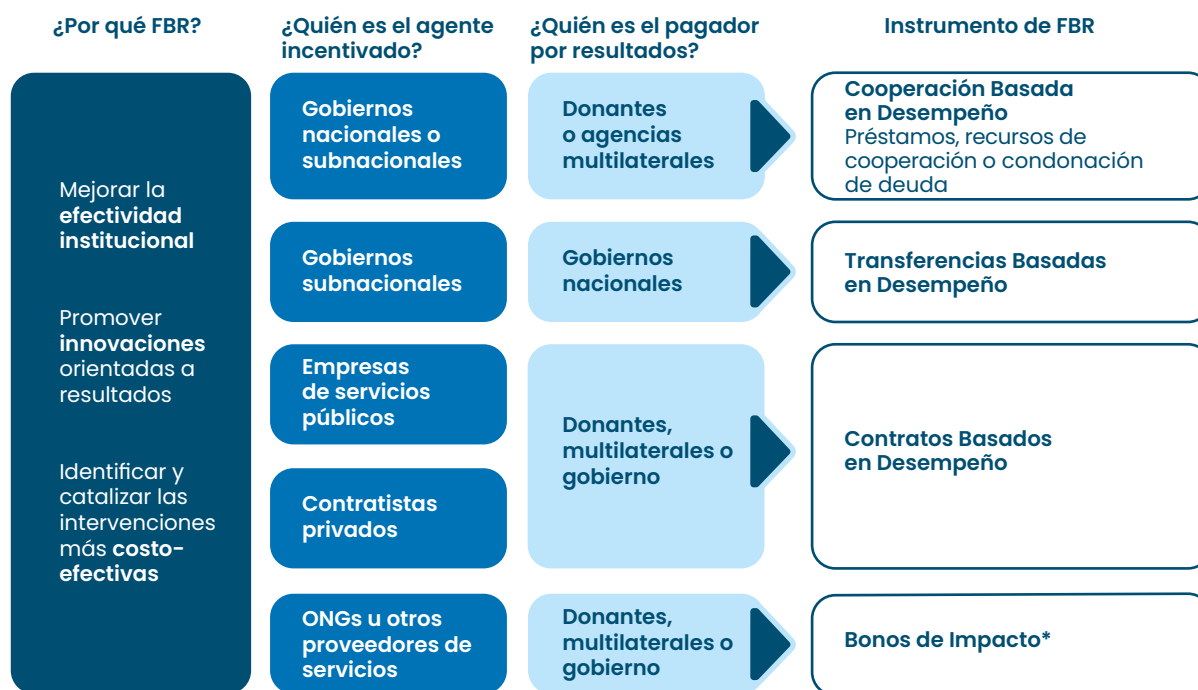 ¿Por qué FBR?
¿Quién es el agente
incentivado?
¿Quién es el pagador
por resultados?
Instrumento de FBR
Mejorar la
efectividad
institucional
Promover
innovaciones
orientadas a
resultados
Identificar y
catalizar las
intervenciones
más costo-
efectivas
Gobiernos
nacionales o
subnacionales
Donantes
o agencias
multilaterales
Cooperación Basada
en Desempeño
Préstamos, recursos de
cooperación o condonación
de deuda
Gobiernos
subnacionales
Gobiernos
nacionales
Transferencias Basadas
en Desempeño
Empresas
de servicios
públicos
Contratistas
privados
Donantes,
multilaterales o
gobierno
Contratos Basados
en Desempeño
ONGs u otros
proveedores de
servicios
Donantes,
multilaterales o
gobierno
Bonos de Impacto*